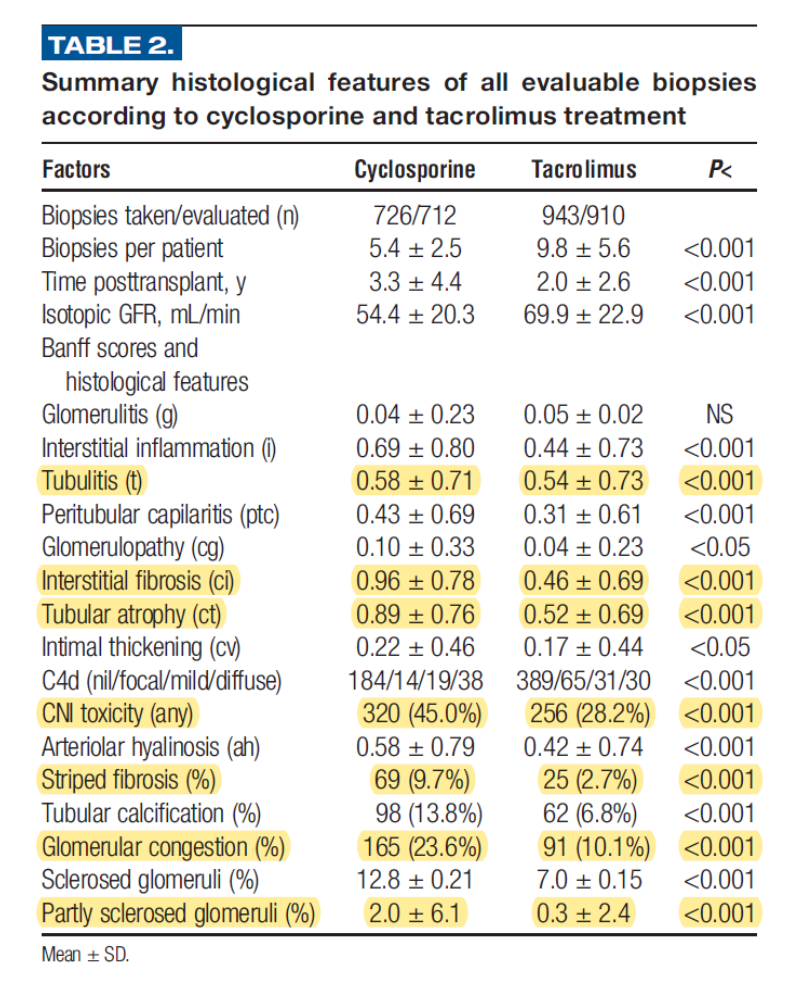 TABLE 2.
Summary histological features of all evaluable biopsies
according to cyclosporine and tacrolimus treatment
Factors Cyclosporine Tacrolimus P<
Biopsies taken/evaluated (n) 726/712 943/910
Biopsies per patient 5.4 ± 2.5 9.8 ± 5.6 <0.001
Time posttransplant, y 3.3 ± 4.4 2.0 ± 2.6 <0.001
Isotopic GFR, mL/min 54.4 ± 20.3 69.9 ± 22.9 <0.001
Banff scores and
histological features
Glomerulitis (g) 0.04 ± 0.23 0.05 ± 0.02 NS
Interstitial inflammation (i) 0.69 ± 0.80 0.44 ± 0.73 <0.001
Tubulitis (t) 0.58 ± 0.71 0.54 ± 0.73 <0.001
Peritubular capilaritis (ptc) 0.43 ± 0.69 0.31 ± 0.61 <0.001
Glomerulopathy (cg) 0.10 ± 0.33 0.04 ± 0.23 <0.05
Interstitial fibrosis (ci) 0.96 ± 0.78 0.46 ± 0.69 <0.001
Tubular atrophy (ct) 0.89 ± 0.76 0.52 ± 0.69 <0.001
Intimal thickening (cv) 0.22 ± 0.46 0.17 ± 0.44 <0.05
C4d (nil/focal/mild/diffuse) 184/14/19/38 389/65/31/30 <0.001
CNI toxicity (any) 320 (45.0%) 256 (28.2%) <0.001
Arteriolar hyalinosis (ah) 0.58 ± 0.79 0.42 ± 0.74 <0.001
Striped fibrosis (%) 69 (9.7%) 25 (2.7%) <0.001
Tubular calcification (%) 98 (13.8%) 62 (6.8%) <0.001
Glomerular congestion (%) 165 (23.6%) 91 (10.1%) <0.001
Sclerosed glomeruli (%) 12.8 ± 0.21 7.0 ± 0.15 <0.001
Partly sclerosed glomeruli (%) 2.0 ± 6.1 0.3 ± 2.4 <0.001
Mean ± SD.